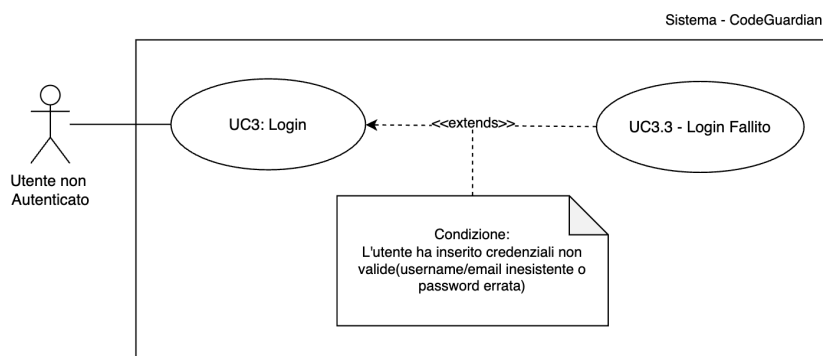 Sistema - CodeGuardian
UC3: Login
<<extends>>
UC3.3 - Login Fallito
Utente non
Autenticato
Condizione:
L'utente ha inserito credenziali non
valide(username/email inesistente o
password errata)